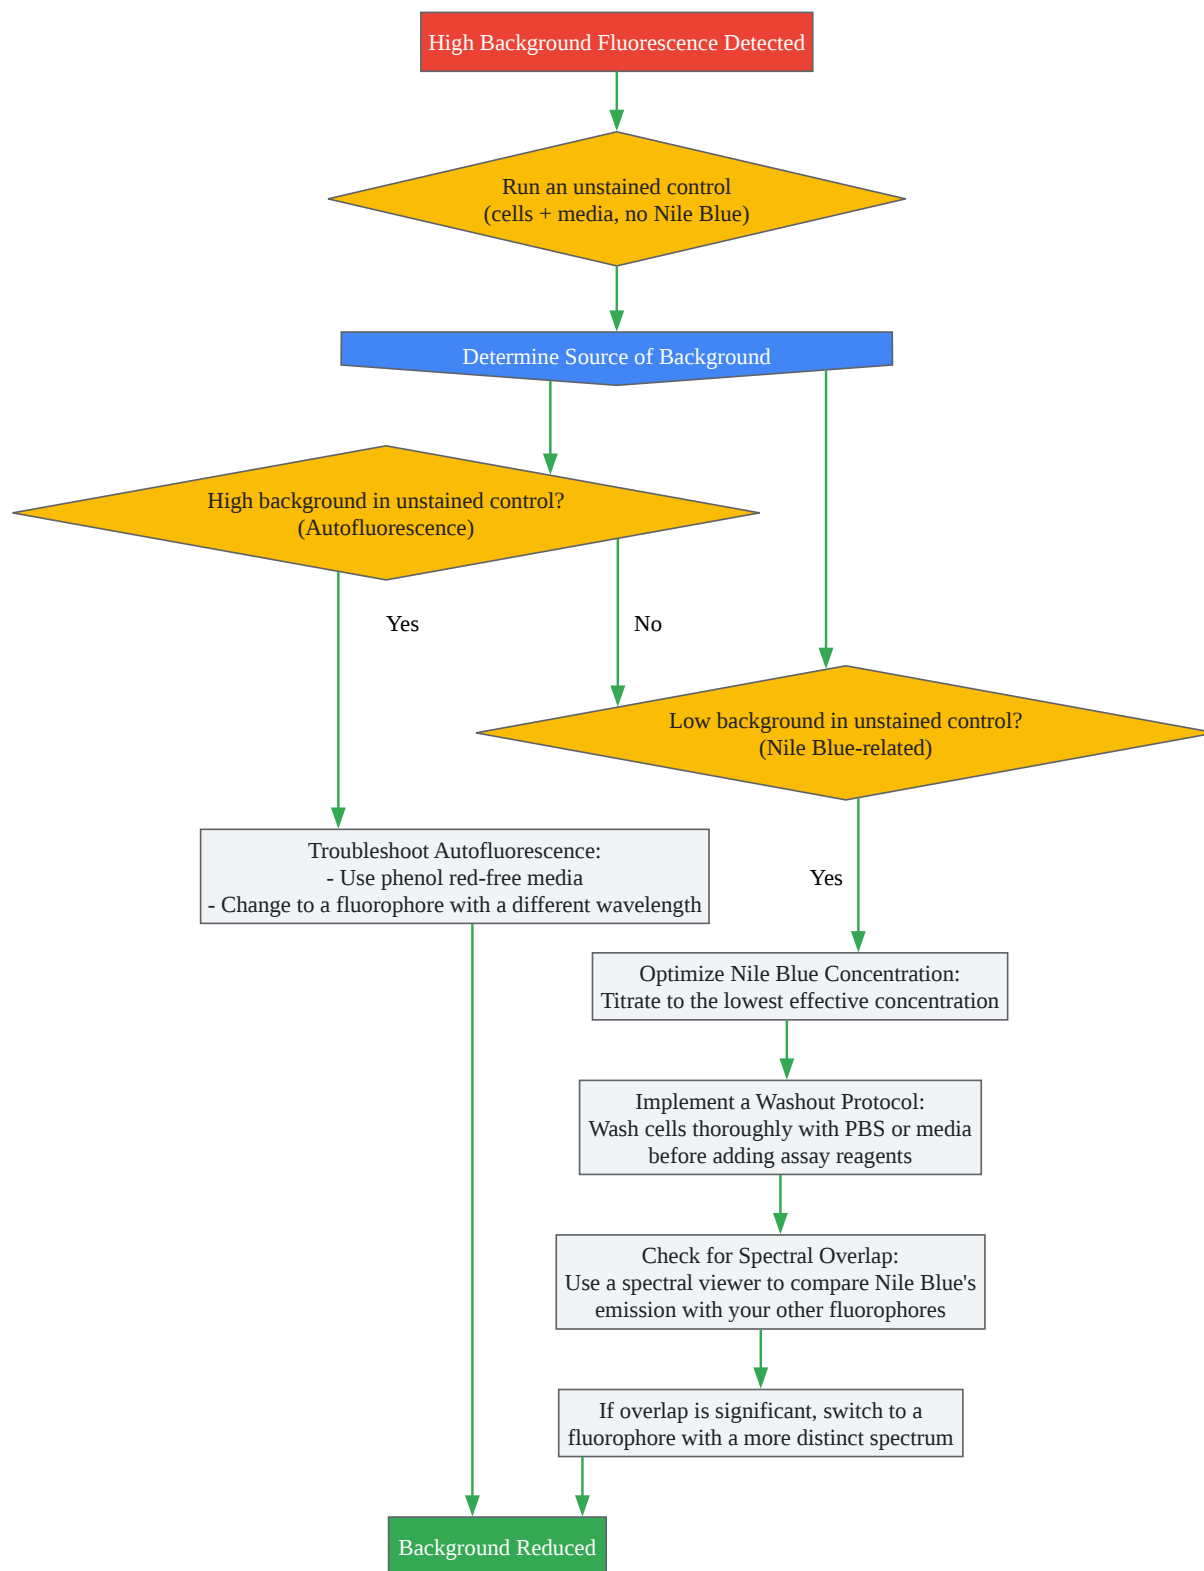 High Background Fluorescence Detected
Run an unstained control
(cells + media, no Nile Blue)
Determine Source of Background
High background in unstained control?
(Autofluorescence)
Yes
No
Low background in unstained control?
(Nile Blue-related)
Troubleshoot Autofluorescence:
- Use phenol red-free media
- Change to a fluorophore with a different wavelength
Yes
Optimize Nile Blue Concentration:
Titrate to the lowest effective concentration
Implement a Washout Protocol:
Wash cells thoroughly with PBS or media
before adding assay reagents
Check for Spectral Overlap:
Use a spectral viewer to compare Nile Blue's
emission with your other fluorophores
If overlap is significant, switch to a
fluorophore with a more distinct spectrum
Background Reduced